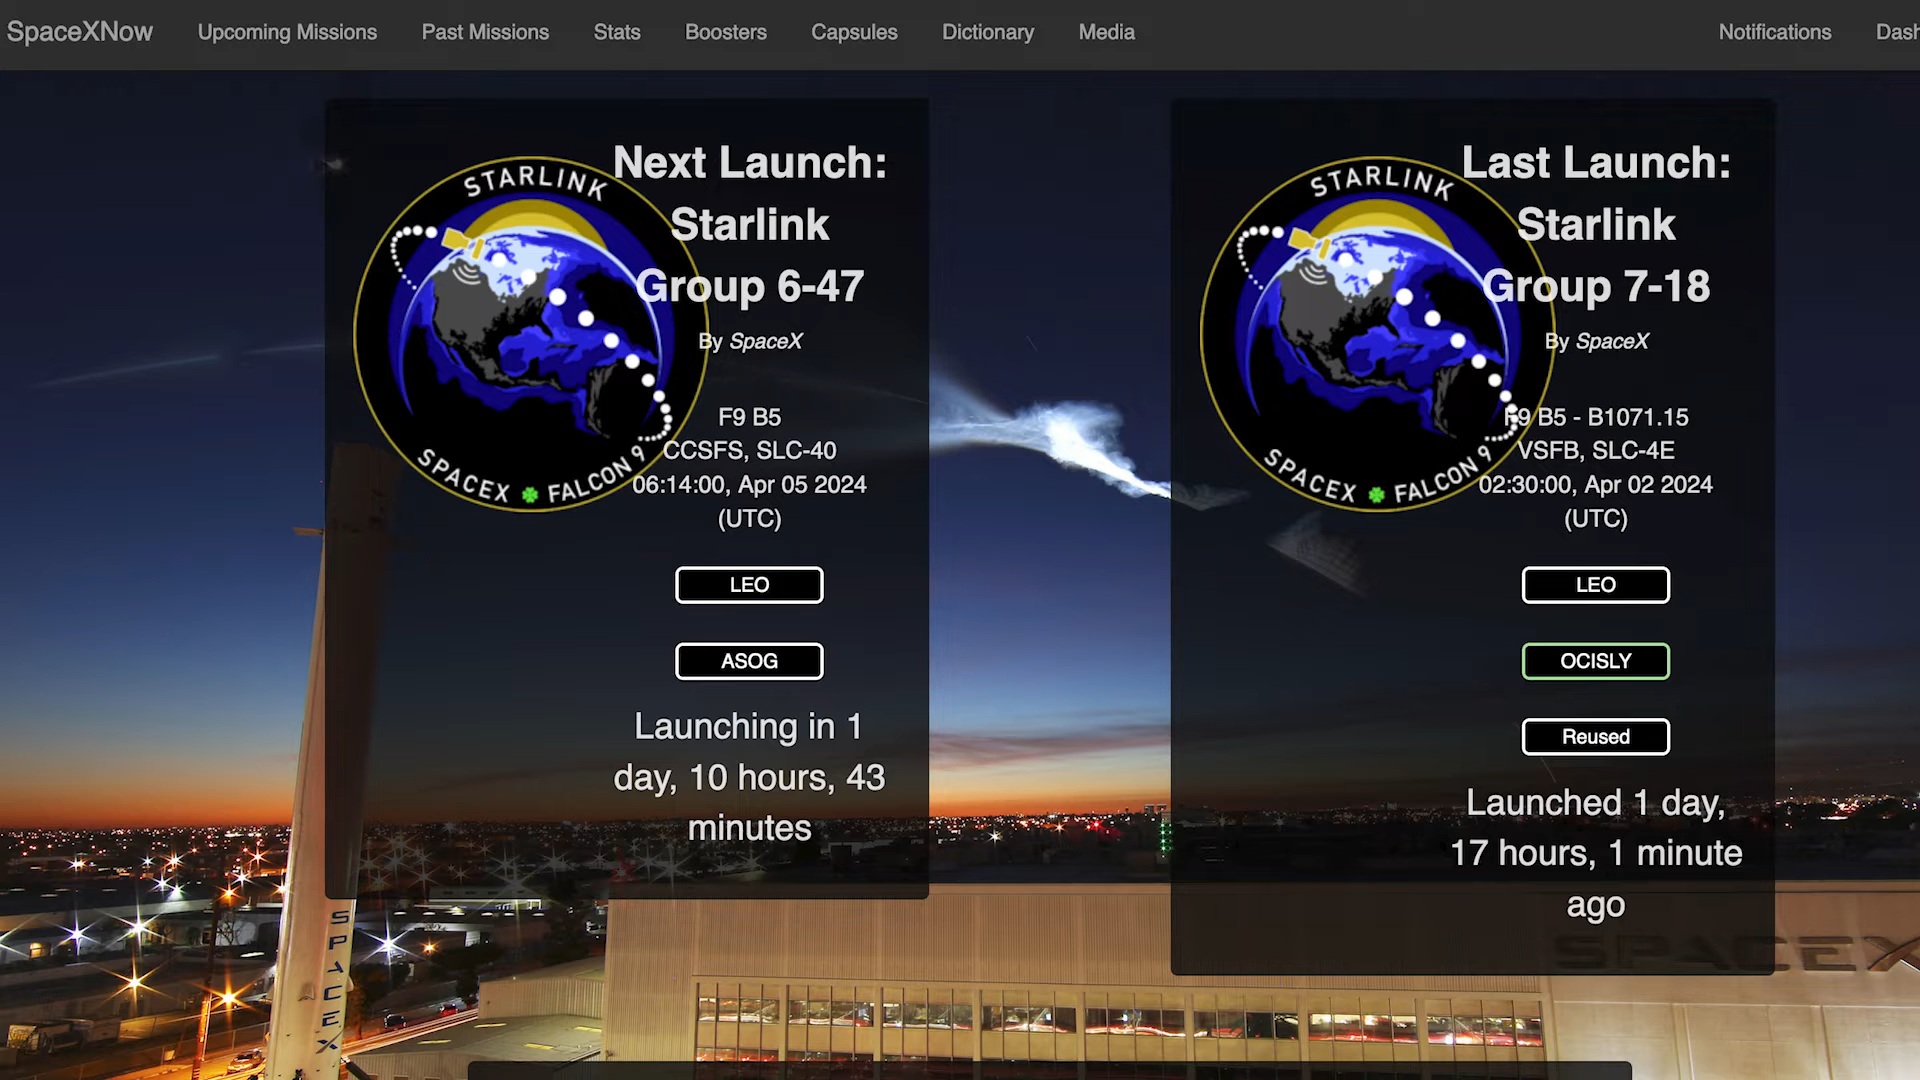 SpaceXNow Upcoming Missions Past Missions Stats Boosters Capsules Dictionary Media Notifications Dash
STARLINK
SPACEX FALCON 9
Next Launch:
Starlink
Group 6-47
By SpaceX
F9 B5
CCSFS, SLC-40
06:14:00, Apr 05 2024
(UTC)
LEO
ASOG
Launching in 1
day, 10 hours, 43
minutes
STARLINK
SPACEX FALCON 9
Last Launch:
Starlink
Group 7-18
By SpaceX
F9 B5 - B1071.15
VSFB, SLC-4E
02:30:00, Apr 02 2024
(UTC)
LEO
OCISLY
Reused
Launched 1 day,
17 hours, 1 minute
ago
SPACEX
SPACEX